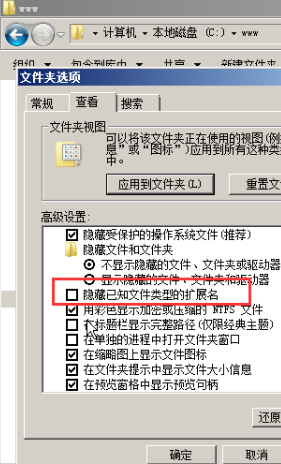 www
计算机 本地磁盘 (C:) www
组织 包含到库中 共享 新建文件夹
文件夹选项
常规 查看 搜索
文件夹视图
可以将该文件夹正在使用的视图(例
息”或“图标”)应用到所有这种类
中。
应用到文件夹(L) 重置文
高级设置:
隐藏受保护的操作系统文件(推荐)
隐藏文件和文件夹
不显示隐藏的文件、文件夹或驱动器
显示隐藏的文件、文件夹和驱动器
隐藏已知文件类型的扩展名
用彩色显示加密或压缩的 NTFS 文件
在标题栏显示完整路径(仅限经典主题)
在单独的进程中打开文件夹窗口
在缩略图上显示文件图标
在文件夹提示中显示文件大小信息
在预览窗格中显示预览句柄
还原
确定 取消